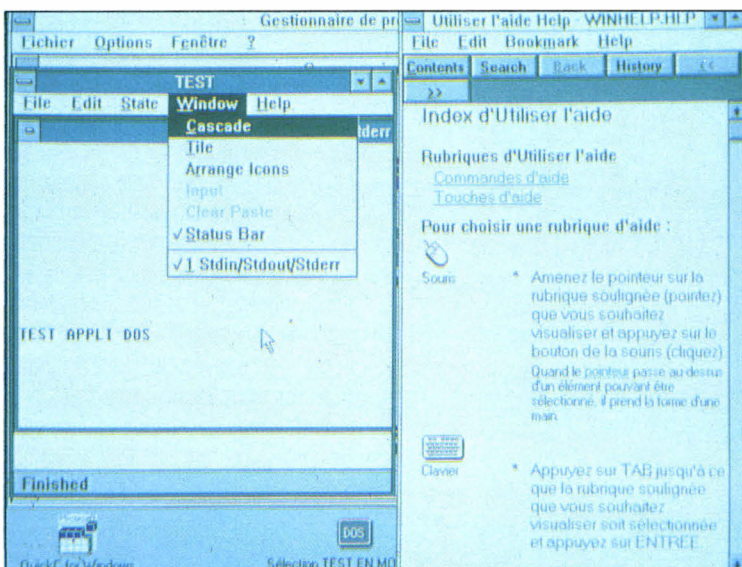 Gestionnaire de
Fichier Options Fenêtre ?
TEST
File Edit State Window Help
Cascade
Tile
Arrange Icons
Input
Clear Paste
✓Status Bar
✓1 Stdin/Stdout/Stderr
TEST APPLI DOS
Finished
QuickC for Windows
DOS
Sélection TEST EN MO
Utiliser l'aide Help - WINHELP.HLP
File Edit Bookmark Help
Contents Search Back History <<
>>
Index d'Utiliser l'aide
Rubriques d'Utiliser l'aide
Commandes d'aide
Touches d'aide
Pour choisir une rubrique d'aide :
Souris
* Amenez le pointeur sur la
rubrique soulignée (pointez)
que vous souhaitez
visualiser et appuyez sur le
bouton de la souris (cliquez)
Quand le pointeur passe au-dessus
d'un élément pouvant être
sélectionné, il prend la forme d'une
main
Clavier
* Appuyez sur TAB jusqu'à ce
que la rubrique soulignée
que vous souhaitez
visualiser soit sélectionnée
et appuyez sur ENTREE